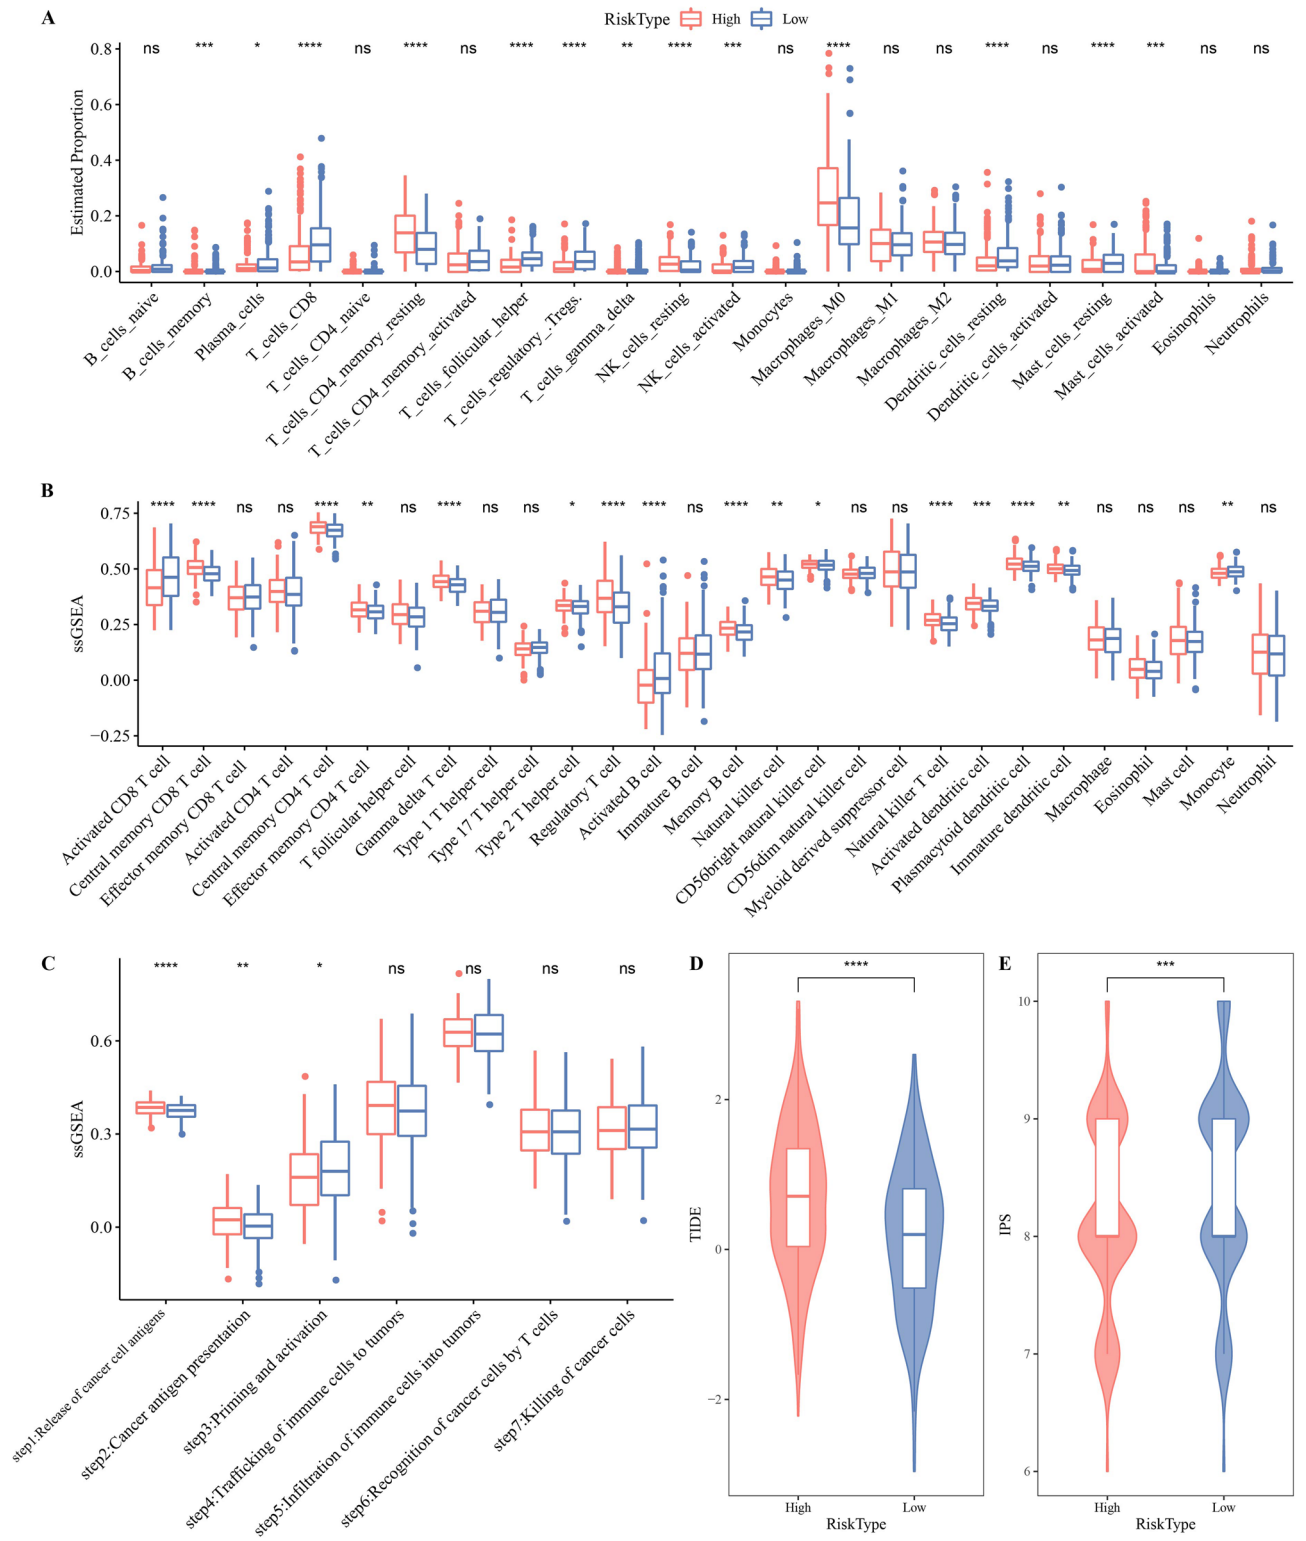 A
RiskType High Low
ns *** * **** ns **** ns **** **** ** **** *** ns **** ns ns **** ns **** *** ns ns
Estimated Proportion
0.8
0.6
0.4
0.2
0.0
B_cells_naive
B_cells_memory
Plasma_cells
T_cells_CD8
T_cells_CD4_naive
T_cells_CD4_memory_resting
T_cells_CD4_memory_activated
T_cells_follicular_helper
T_cells_regulatory_.Tregs.
T_cells_gamma_delta
NK_cells_resting
NK_cells_activated
Monocytes
Macrophages_M0
Macrophages_M1
Macrophages_M2
Dendritic_cells_resting
Dendritic_cells_activated
Mast_cells_resting
Mast_cells_activated
Eosinophils
Neutrophils
B
**** **** ns ns **** ** ns **** ns ns * **** **** ns **** ** * ns ns **** *** **** ** ns ns ns ** ns
ssGSEA
0.75
0.50
0.25
0.00
−0.25
Activated CD8 T cell
Central memory CD8 T cell
Effector memory CD8 T cell
Activated CD4 T cell
Central memory CD4 T cell
Effector memory CD4 T cell
T follicular helper cell
Gamma delta T cell
Type 1 T helper cell
Type 17 T helper cell
Type 2 T helper cell
Regulatory T cell
Activated B cell
Immature B cell
Memory B cell
Natural killer cell
CD56bright natural killer cell
CD56dim natural killer cell
Myeloid derived suppressor cell
Natural killer T cell
Activated dendritic cell
Plasmacytoid dendritic cell
Immature dendritic cell
Macrophage
Eosinophil
Mast cell
Monocyte
Neutrophil
C
**** ** * ns ns ns ns
ssGSEA
0.6
0.3
0.0
step1:Release of cancer cell antigens
step2:Cancer antigen presentation
step3:Priming and activation
step4:Trafficking of immune cells to tumors
step5:Infiltration of immune cells into tumors
step6:Recognition of cancer cells by T cells
step7:Killing of cancer cells
D
****
TIDE
2
0
−2
High Low
RiskType
E
***
IPS
10
9
8
7
6
High Low
RiskType